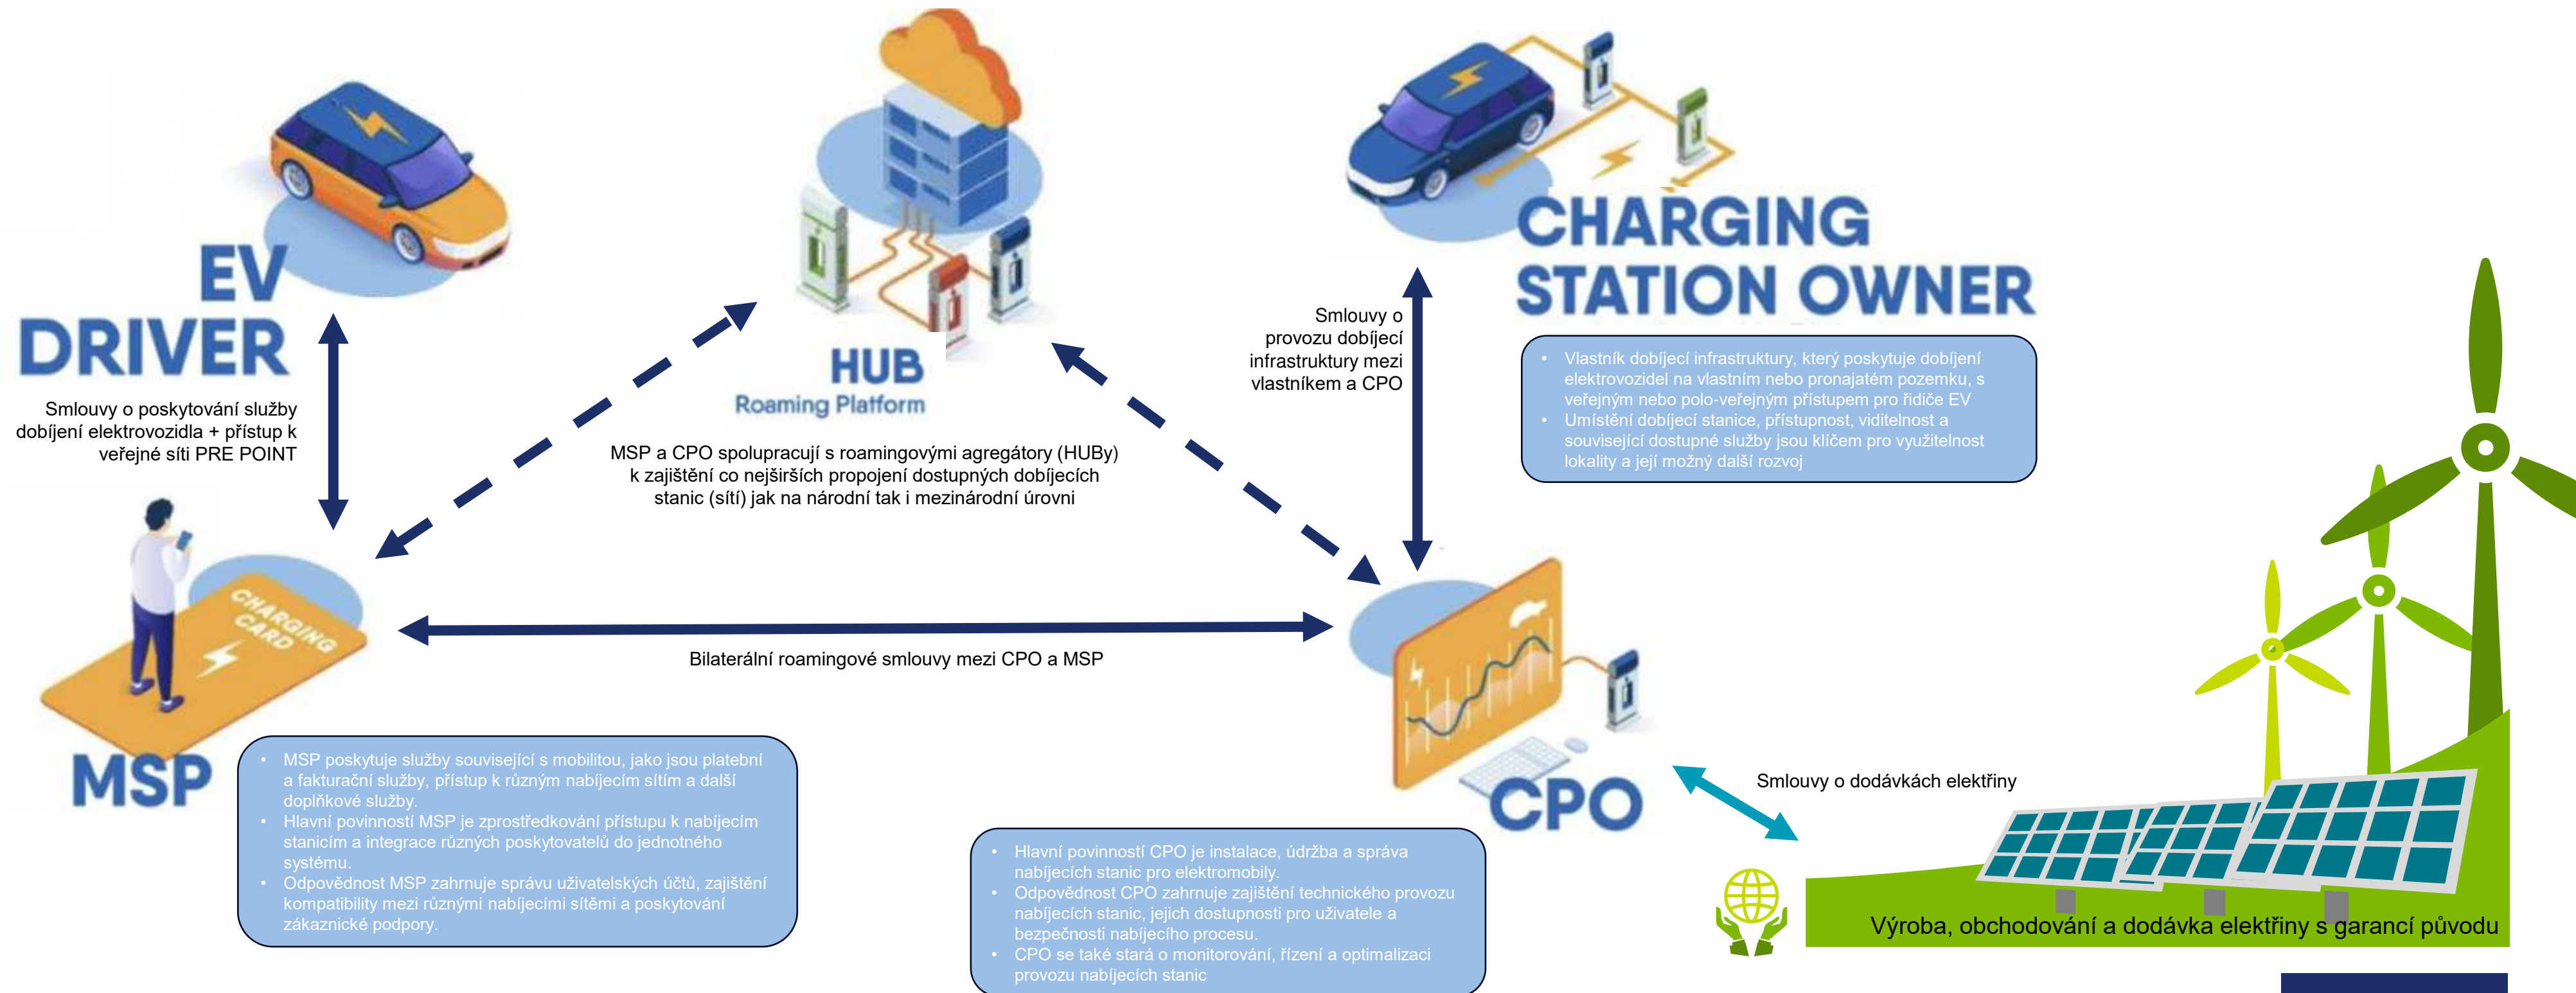 EV
DRIVER
Smlouvy o poskytování služby
dobíjení elektrovozidla + přístup k
veřejné síti PRE POINT
HUB
Roaming Platform
MSP a CPO spolupracují s roamingovými agregátory (HUBy)
k zajištění co nejširších propojení dostupných dobíjecích
stanic (sítí) jak na národní tak i mezinárodní úrovni
CHARGING
STATION OWNER
Smlouvy o
provozu dobíjecí
infrastruktury mezi
vlastníkem a CPO
• Vlastník dobíjecí infrastruktury, který poskytuje dobíjení
elektrovozidel na vlastním nebo pronajatém pozemku, s
veřejným nebo polo-veřejným přístupem pro řidiče EV
• Umístění dobíjecí stanice, přístupnost, viditelnost a
související dostupné služby jsou klíčem pro využitelnost
lokality a její možný další rozvoj
CHARGING
CARD
MSP
Bilaterální roamingové smlouvy mezi CPO a MSP
• MSP poskytuje služby související s mobilitou, jako jsou platební
a fakturační služby, přístup k různým nabíjecím sítím a další
doplňkové služby.
• Hlavní povinností MSP je zprostředkování přístupu k nabíjecím
stanicím a integrace různých poskytovatelů do jednotného
systému.
• Odpovědnost MSP zahrnuje správu uživatelských účtů, zajištění
kompatibility mezi různými nabíjecími sítěmi a poskytování
zákaznické podpory.
CPO
• Hlavní povinností CPO je instalace, údržba a správa
nabíjecích stanic pro elektromobily.
• Odpovědnost CPO zahrnuje zajištění technického provozu
nabíjecích stanic, jejich dostupnosti pro uživatele a
bezpečnosti nabíjecího procesu.
• CPO se také stará o monitorování, řízení a optimalizaci
provozu nabíjecích stanic
Smlouvy o dodávkách elektřiny
Výroba, obchodování a dodávka elektřiny s garancí původu